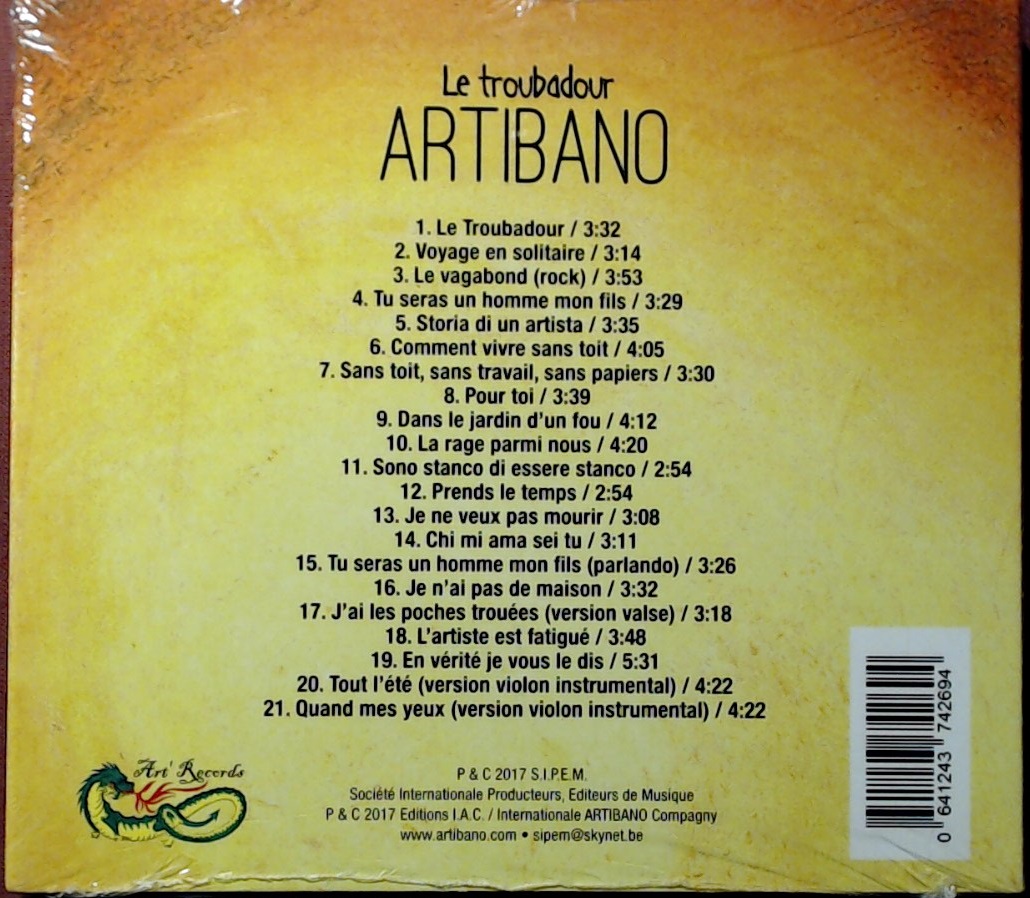 Le troubadour
ARTIBANO
1. Le Troubadour / 3:32
2. Voyage en solitaire / 3:14
3. Le vagabond (rock) / 3:53
4. Tu seras un homme mon fils / 3:29
5. Storia di un artista / 3:35
6. Comment vivre sans toit / 4:05
7. Sans toit, sans travail, sans papiers / 3:30
8. Pour toi / 3:39
9. Dans le jardin d'un fou / 4:12
10. La rage parmi nous / 4:20
11. Sono stanco di essere stanco / 2:54
12. Prends le temps / 2:54
13. Je ne veux pas mourir / 3:08
14. Chi mi ama sei tu / 3:11
15. Tu seras un homme mon fils (parlando) / 3:26
16. Je n'ai pas de maison / 3:32
17. J'ai les poches trouées (version valse) / 3:18
18. L'artiste est fatigué / 3:48
19. En vérité je vous le dis / 5:31
20. Tout l'été (version violon instrumental) / 4:22
21. Quand mes yeux (version violon instrumental) / 4:22
Art' Records
P & C 2017 S.I.P.E.M.
Société Internationale Producteurs, Editeurs de Musique
P & C 2017 Editions I.A.C. / Internationale ARTIBANO Compagny
www.artibano.com • sipem@skynet.be
0 641243 742694